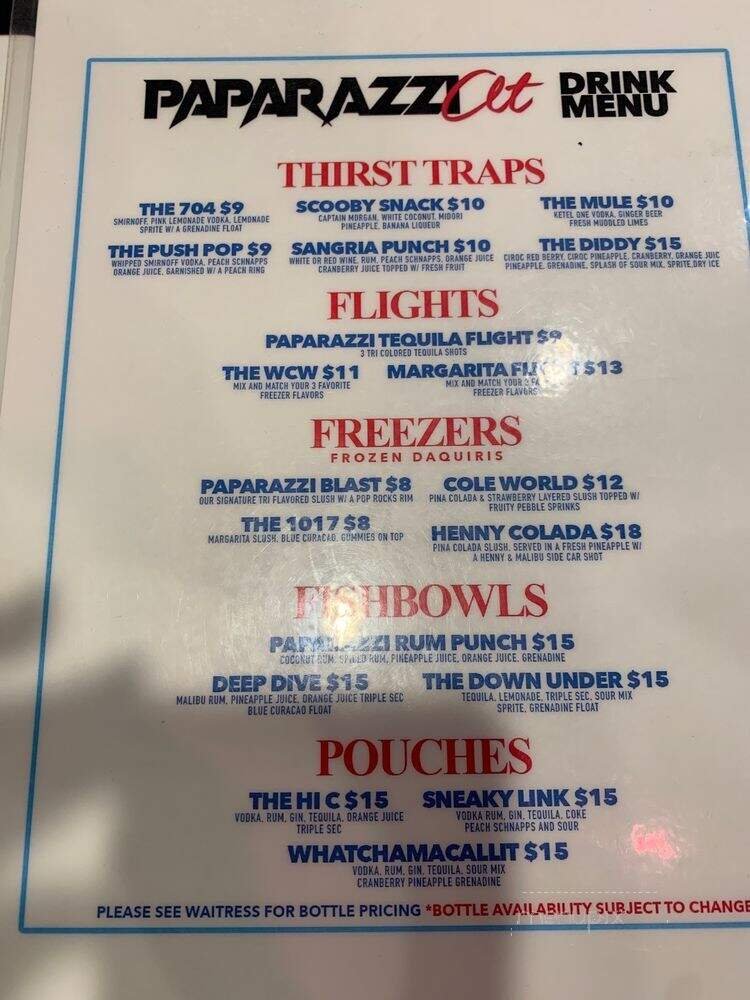 PAPARAZZI Clt DRINK MENU
THIRST TRAPS
THE 704 $9
SMIRNOFF, PINK LEMONADE VODKA, LEMONADE
SPRITE W/ A GRENADINE FLOAT
SCOOBY SNACK $10
CAPTAIN MORGAN, WHITE COCONUT, MIDORI
PINEAPPLE, BANANA LIQUEUR
THE MULE $10
KETEL ONE VODKA, GINGER BEER
FRESH MUDDLED LIMES
THE PUSH POP $9
WHIPPED SMIRNOFF VODKA, PEACH SCHNAPPS
ORANGE JUICE, GARNISHED W/ A PEACH RING
SANGRIA PUNCH $10
WHITE OR RED WINE, RUM, PEACH SCHNAPPS, ORANGE JUICE
CRANBERRY JUICE TOPPED W/ FRESH FRUIT
THE DIDDY $15
CIROC RED BERRY, CIROC PINEAPPLE, CRANBERRY, ORANGE JUIC
PINEAPPLE, GRENADINE, SPLASH OF SOUR MIX, SPRITE,DRY ICE
FLIGHTS
PAPARAZZI TEQUILA FLIGHT $9
3 TRI COLORED TEQUILA SHOTS
THE WCW $11
MIX AND MATCH YOUR 3 FAVORITE
FREEZER FLAVORS
MARGARITA $13
MIX AND MATCH YOUR
FREEZER FLAVORS
FREEZERS
FROZEN DAQUIRIS
PAPARAZZI BLAST $8
OUR SIGNATURE TRI FLAVORED SLUSH W/ A POP ROCKS RIM
COLE WORLD $12
PINA COLADA & STRAWBERRY LAYERED SLUSH TOPPED W/
FRUITY PEBBLE SPRINKS
THE 1017 $8
MARGARITA SLUSH, BLUE CURACAO, GUMMIES ON TOP
HENNY COLADA $18
PINA COLADA SLUSH, SERVED IN A FRESH PINEAPPLE W/
A HENNY & MALIBU SIDE CAR SHOT
FISHBOWLS
PAPARAZZI RUM PUNCH $15
COCONUT RUM, SPICED RUM, PINEAPPLE JUICE, ORANGE JUICE, GRENADINE
DEEP DIVE $15
MALIBU RUM, PINEAPPLE JUICE, ORANGE JUICE TRIPLE SEC
BLUE CURACAO FLOAT
THE DOWN UNDER $15
TEQUILA, LEMONADE, TRIPLE SEC, SOUR MIX
SPRITE, GRENADINE FLOAT
POUCHES
THE HI C $15
VODKA, RUM, GIN, TEQUILA, ORANGE JUICE
TRIPLE SEC
SNEAKY LINK $15
VODKA RUM, GIN, TEQUILA, COKE
PEACH SCHNAPPS AND SOUR
WHATCHAMACALLIT $15
VODKA, RUM, GIN, TEQUILA, SOUR MIX
CRANBERRY PINEAPPLE GRENADINE
PLEASE SEE WAITRESS FOR BOTTLE PRICING *BOTTLE AVAILABILITY SUBJECT TO CHANGE